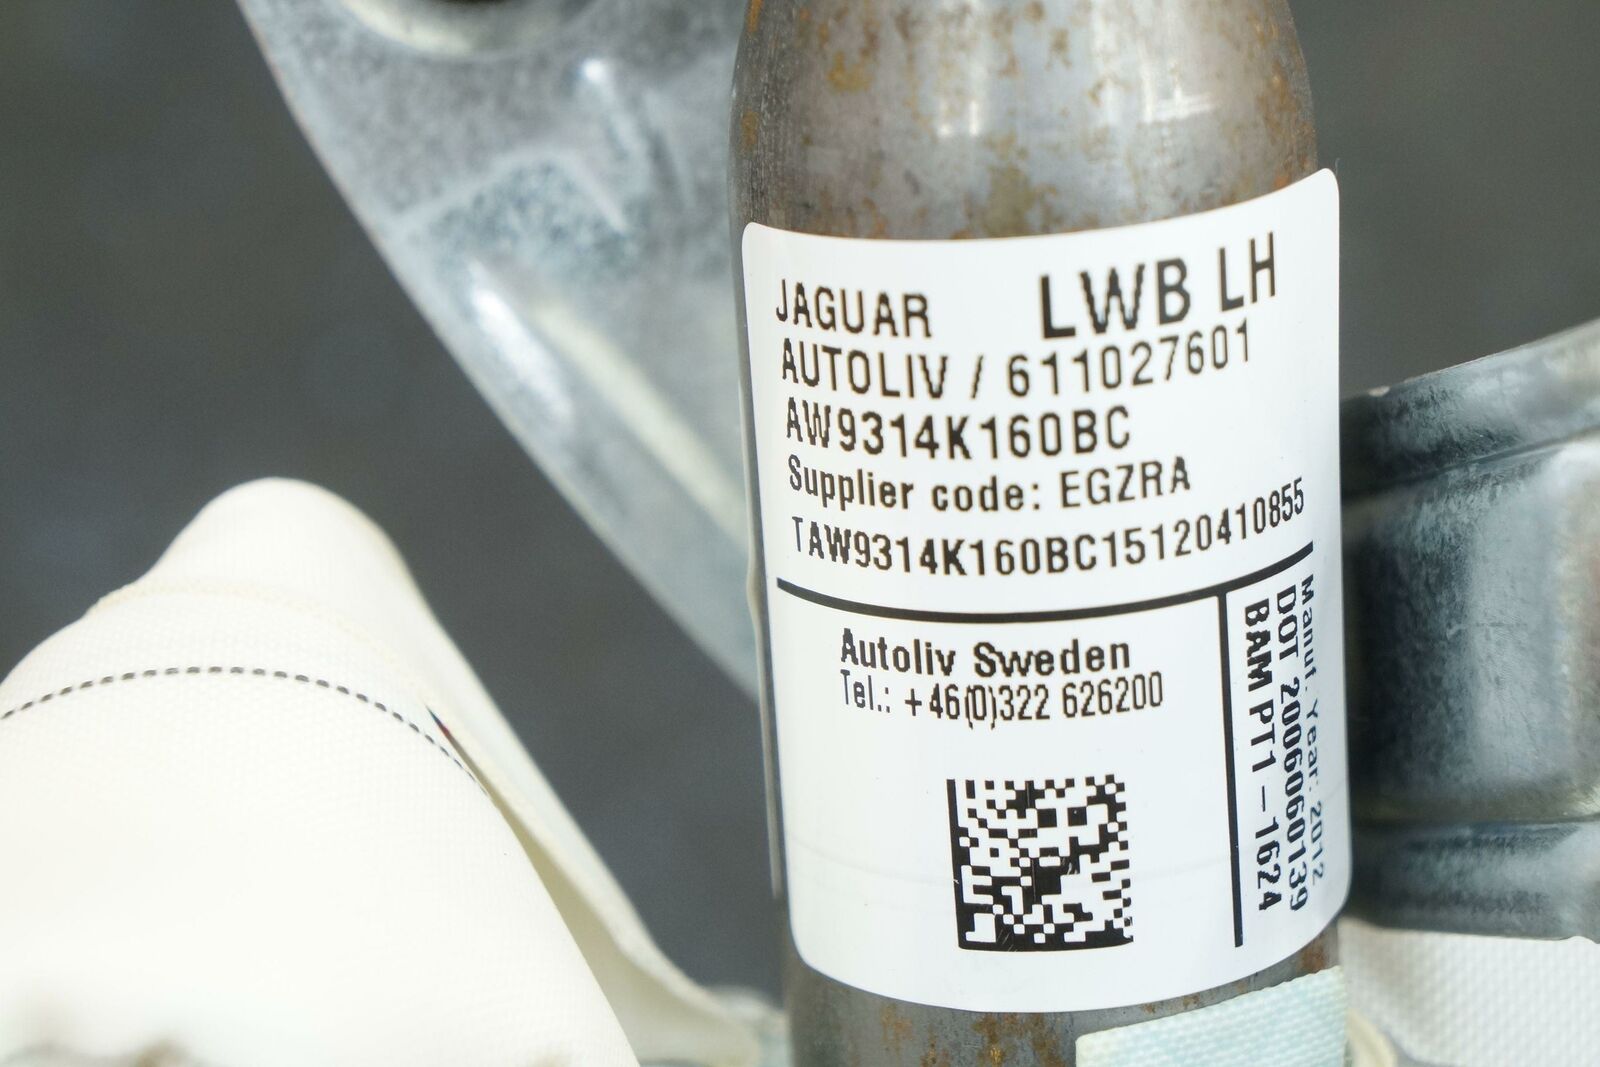 JAGUAR LWB LH
AUTOLIV / 611027601
AW9314K160BC
Supplier code: EGZRA
TAW9314K160BC15120410855
Autoliv Sweden
Tel.: +46(0)322 626200
Manuf. Year: 2012
DOT 2006060139
BAM PT1 - 1624